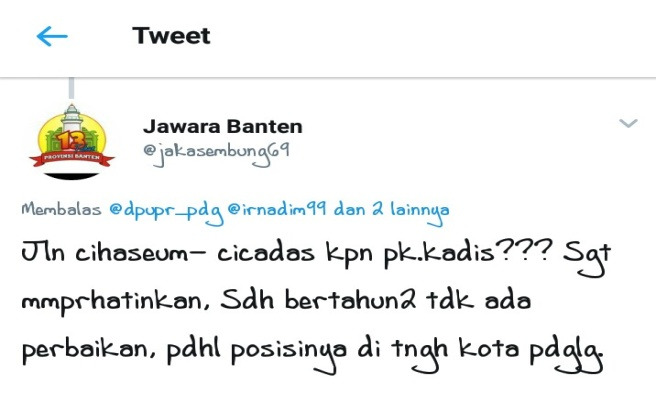 Tweet
13
PROVINSI BANTEN
Jawara Banten
@jakasembung69
Membalas @dpupr_pdg @irnadim99 dan 2 lainnya
Jln cihaseum- cicadas kpn pk.kadis??? Sgt
mmprhatinkan, Sdh bertahun2 tdk ada
perbaikan, pdhl posisinya di tngh kota pdglg.